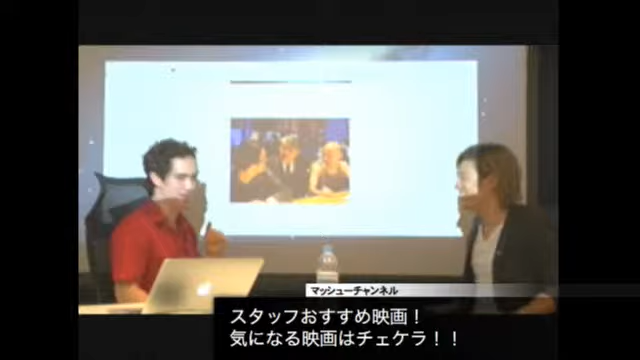 マッシューチャンネル
スタッフおすすめ映画！
気になる映画はチェケラ！！